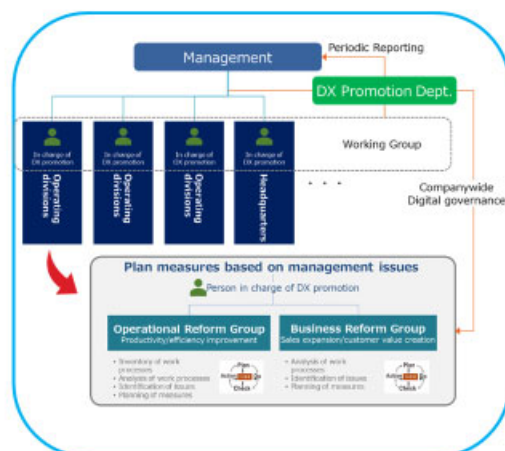 Periodic Reporting
Management
DX Promotion Dept.
Working Group
In charge of
DX promotion
In charge of
DX promotion
In charge of
DX promotion
In charge of
DX promotion
Operating
divisions
Operating
divisions
Operating
divisions
Headquarters
. . .
Companywide
Digital governance
Plan measures based on management issues
Person in charge of DX promotion
Operational Reform Group
Productivity/efficiency improvement
Business Reform Group
Sales expansion/customer value creation
• Inventory of work
processes
• Analysis of work processes
• Identification of issues
• Planning of measures
Plan
Do
Check
• Analysis of work
processes
• Identification of issues
• Planning of measures
Plan
Do
Check